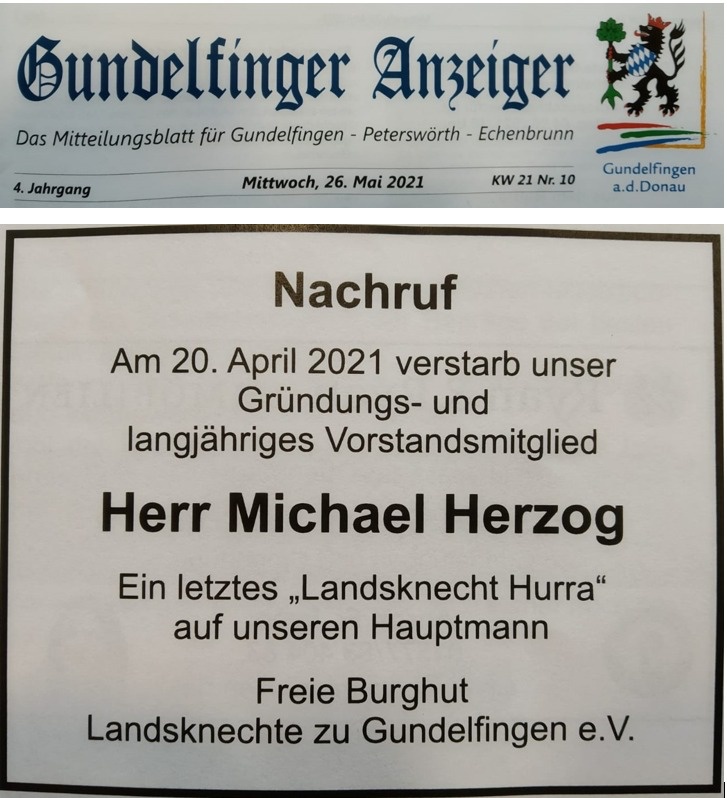 Gundelfinger Anzeiger
Das Mitteilungsblatt für Gundelfingen - Peterswörth - Echenbrunn
4. Jahrgang Mittwoch, 26. Mai 2021 KW 21 Nr. 10
Gundelfingen
a.d.Donau
Nachruf
Am 20. April 2021 verstarb unser
Gründungs- und
langjähriges Vorstandsmitglied
Herr Michael Herzog
Ein letztes „Landsknecht Hurra“
auf unseren Hauptmann
Freie Burghut
Landsknechte zu Gundelfingen e.V.